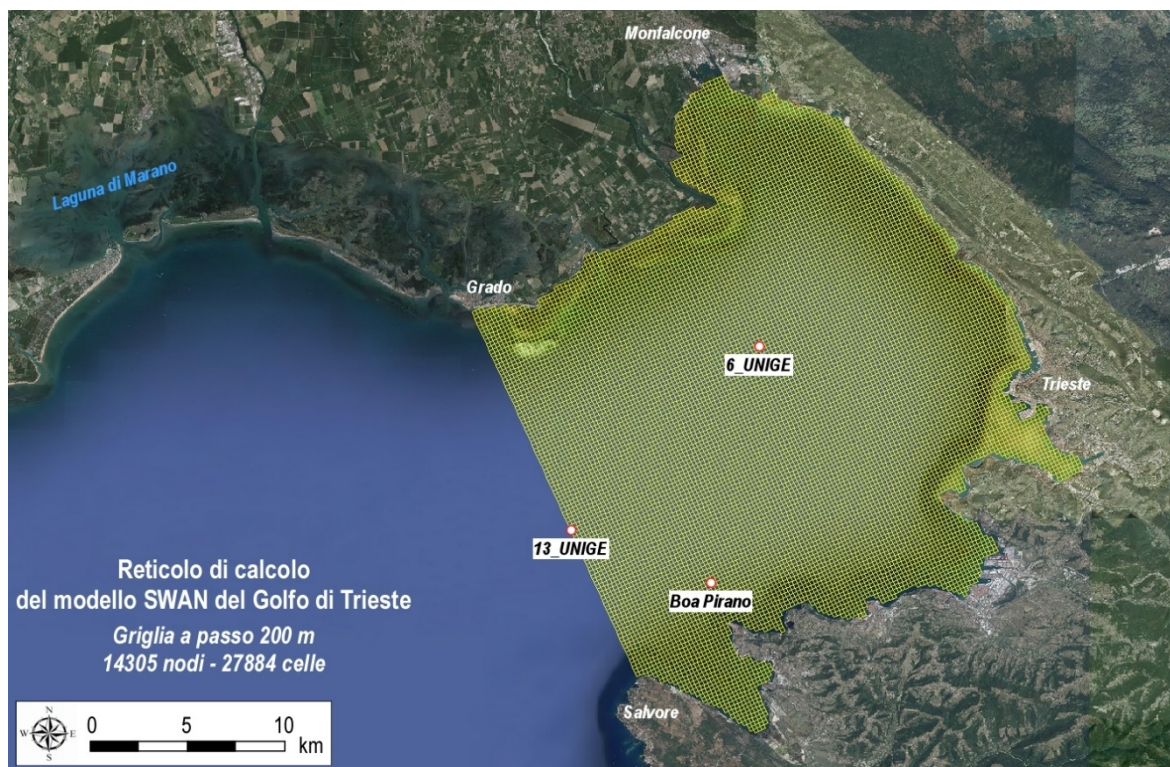 Monfalcone
Laguna di Marano
Grado
6_UNIGE
Trieste
13_UNIGE
Boa Pirano
Reticolo di calcolo
del modello SWAN del Golfo di Trieste
Griglia a passo 200 m
14305 nodi - 27884 celle
Salvore
N
W E
S
0 5 10
km